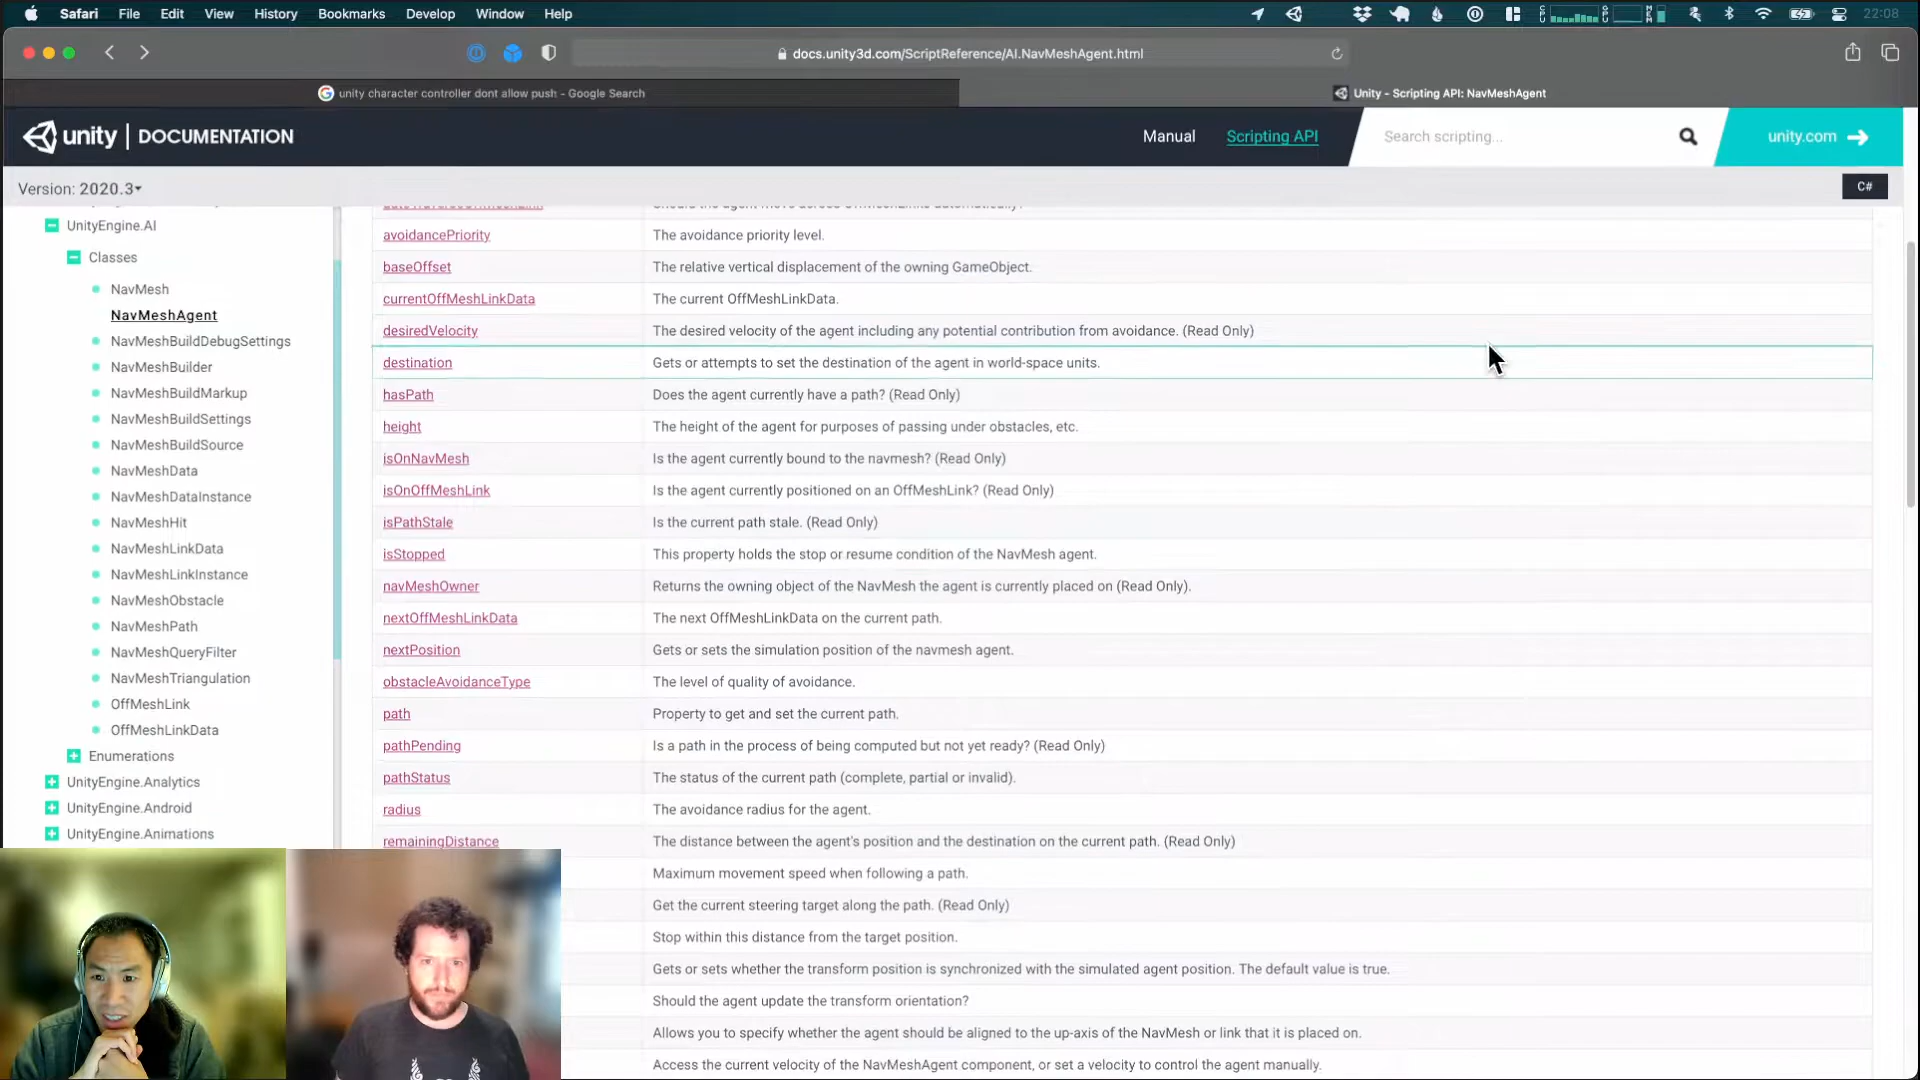 Safari File Edit View History Bookmarks Develop Window Help 22:08
docs.unity3d.com/ScriptReference/AI.NavMeshAgent.html
unity character controller dont allow push - Google Search
Unity - Scripting API: NavMeshAgent
unity | DOCUMENTATION
Manual Scripting API Search scripting... unity.com
Version: 2020.3
C#
UnityEngine.AI
Classes
NavMesh
NavMeshAgent
NavMeshBuildDebugSettings
NavMeshBuilder
NavMeshBuildMarkup
NavMeshBuildSettings
NavMeshBuildSource
NavMeshData
NavMeshDataInstance
NavMeshHit
NavMeshLinkData
NavMeshLinkInstance
NavMeshObstacle
NavMeshPath
NavMeshQueryFilter
NavMeshTriangulation
OffMeshLink
OffMeshLinkData
Enumerations
UnityEngine.Analytics
UnityEngine.Android
UnityEngine.Animations
avoidancePriority The avoidance priority level.
baseOffset The relative vertical displacement of the owning GameObject.
currentOffMeshLinkData The current OffMeshLinkData.
desiredVelocity The desired velocity of the agent including any potential contribution from avoidance. (Read Only)
destination Gets or attempts to set the destination of the agent in world-space units.
hasPath Does the agent currently have a path? (Read Only)
height The height of the agent for purposes of passing under obstacles, etc.
isOnNavMesh Is the agent currently bound to the navmesh? (Read Only)
isOnOffMeshLink Is the agent currently positioned on an OffMeshLink? (Read Only)
isPathStale Is the current path stale. (Read Only)
isStopped This property holds the stop or resume condition of the NavMesh agent.
navMeshOwner Returns the owning object of the NavMesh the agent is currently placed on (Read Only).
nextOffMeshLinkData The next OffMeshLinkData on the current path.
nextPosition Gets or sets the simulation position of the navmesh agent.
obstacleAvoidanceType The level of quality of avoidance.
path Property to get and set the current path.
pathPending Is a path in the process of being computed but not yet ready? (Read Only)
pathStatus The status of the current path (complete, partial or invalid).
radius The avoidance radius for the agent.
remainingDistance The distance between the agent's position and the destination on the current path. (Read Only)
Maximum movement speed when following a path.
Get the current steering target along the path. (Read Only)
Stop within this distance from the target position.
Gets or sets whether the transform position is synchronized with the simulated agent position. The default value is true.
Should the agent update the transform orientation?
Allows you to specify whether the agent should be aligned to the up-axis of the NavMesh or link that it is placed on.
Access the current velocity of the NavMeshAgent component, or set a velocity to control the agent manually.